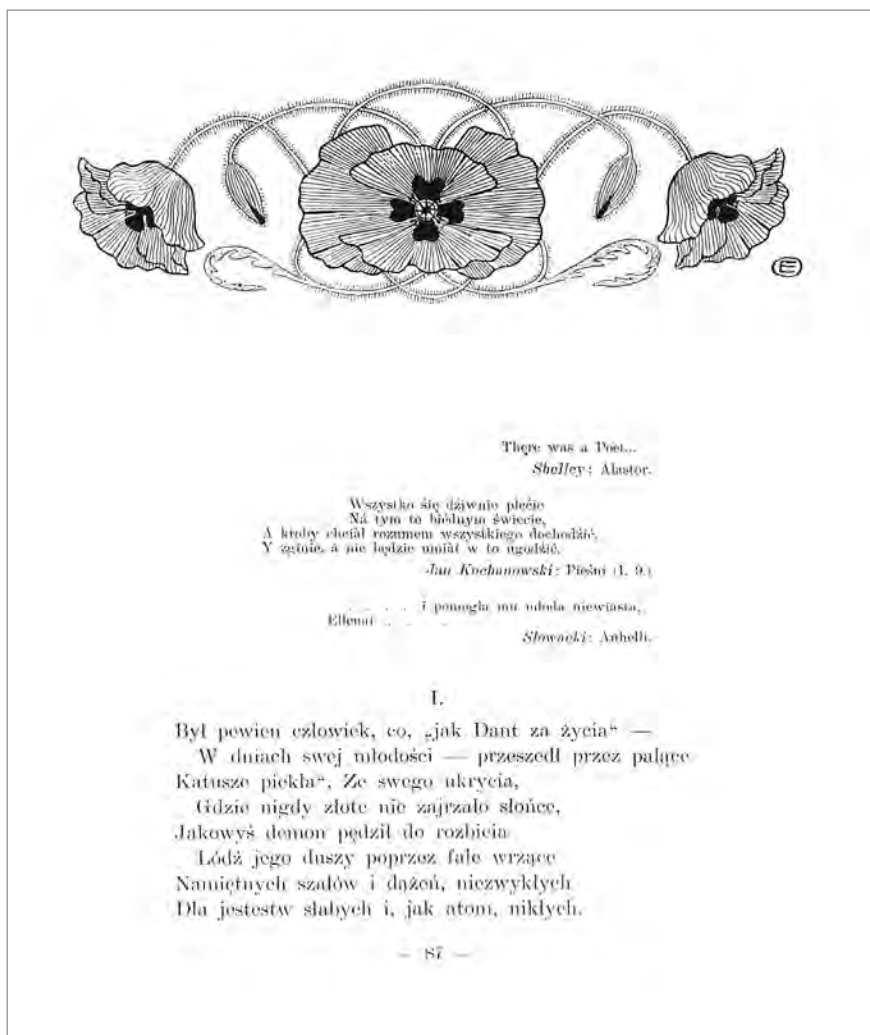 E
There was a Poet...
Shelley: Alastor.
Wszystko się dziwnie plecie
Ná tym to biédnym świecie,
A ktoby chciał rozumem wszystkiego dochodzić,
Y zginie, a nie będzie umiał w to ugodzić.
Jan Kochanowski: Pieśni (I. 9.)
. . . . i pomogła mu młoda niewiasta,
Ellenai . . .
Słowacki: Anhelli.
I.
Był pewien człowiek, co, „jak Dant za życia“ —
W dniach swej młodości — przeszedł przez palące
Katusze piekła“. Ze swego ukrycia,
Gdzie nigdy złote nie zajrzało słońce,
Jakowyś demon pędził do rozbicia
Łódź jego duszy poprzez fale wrzące
Namiętnych szałów i dążeń, niezwykłych
Dla jestestw słabych i, jak atom, nikłych.
— 87 —